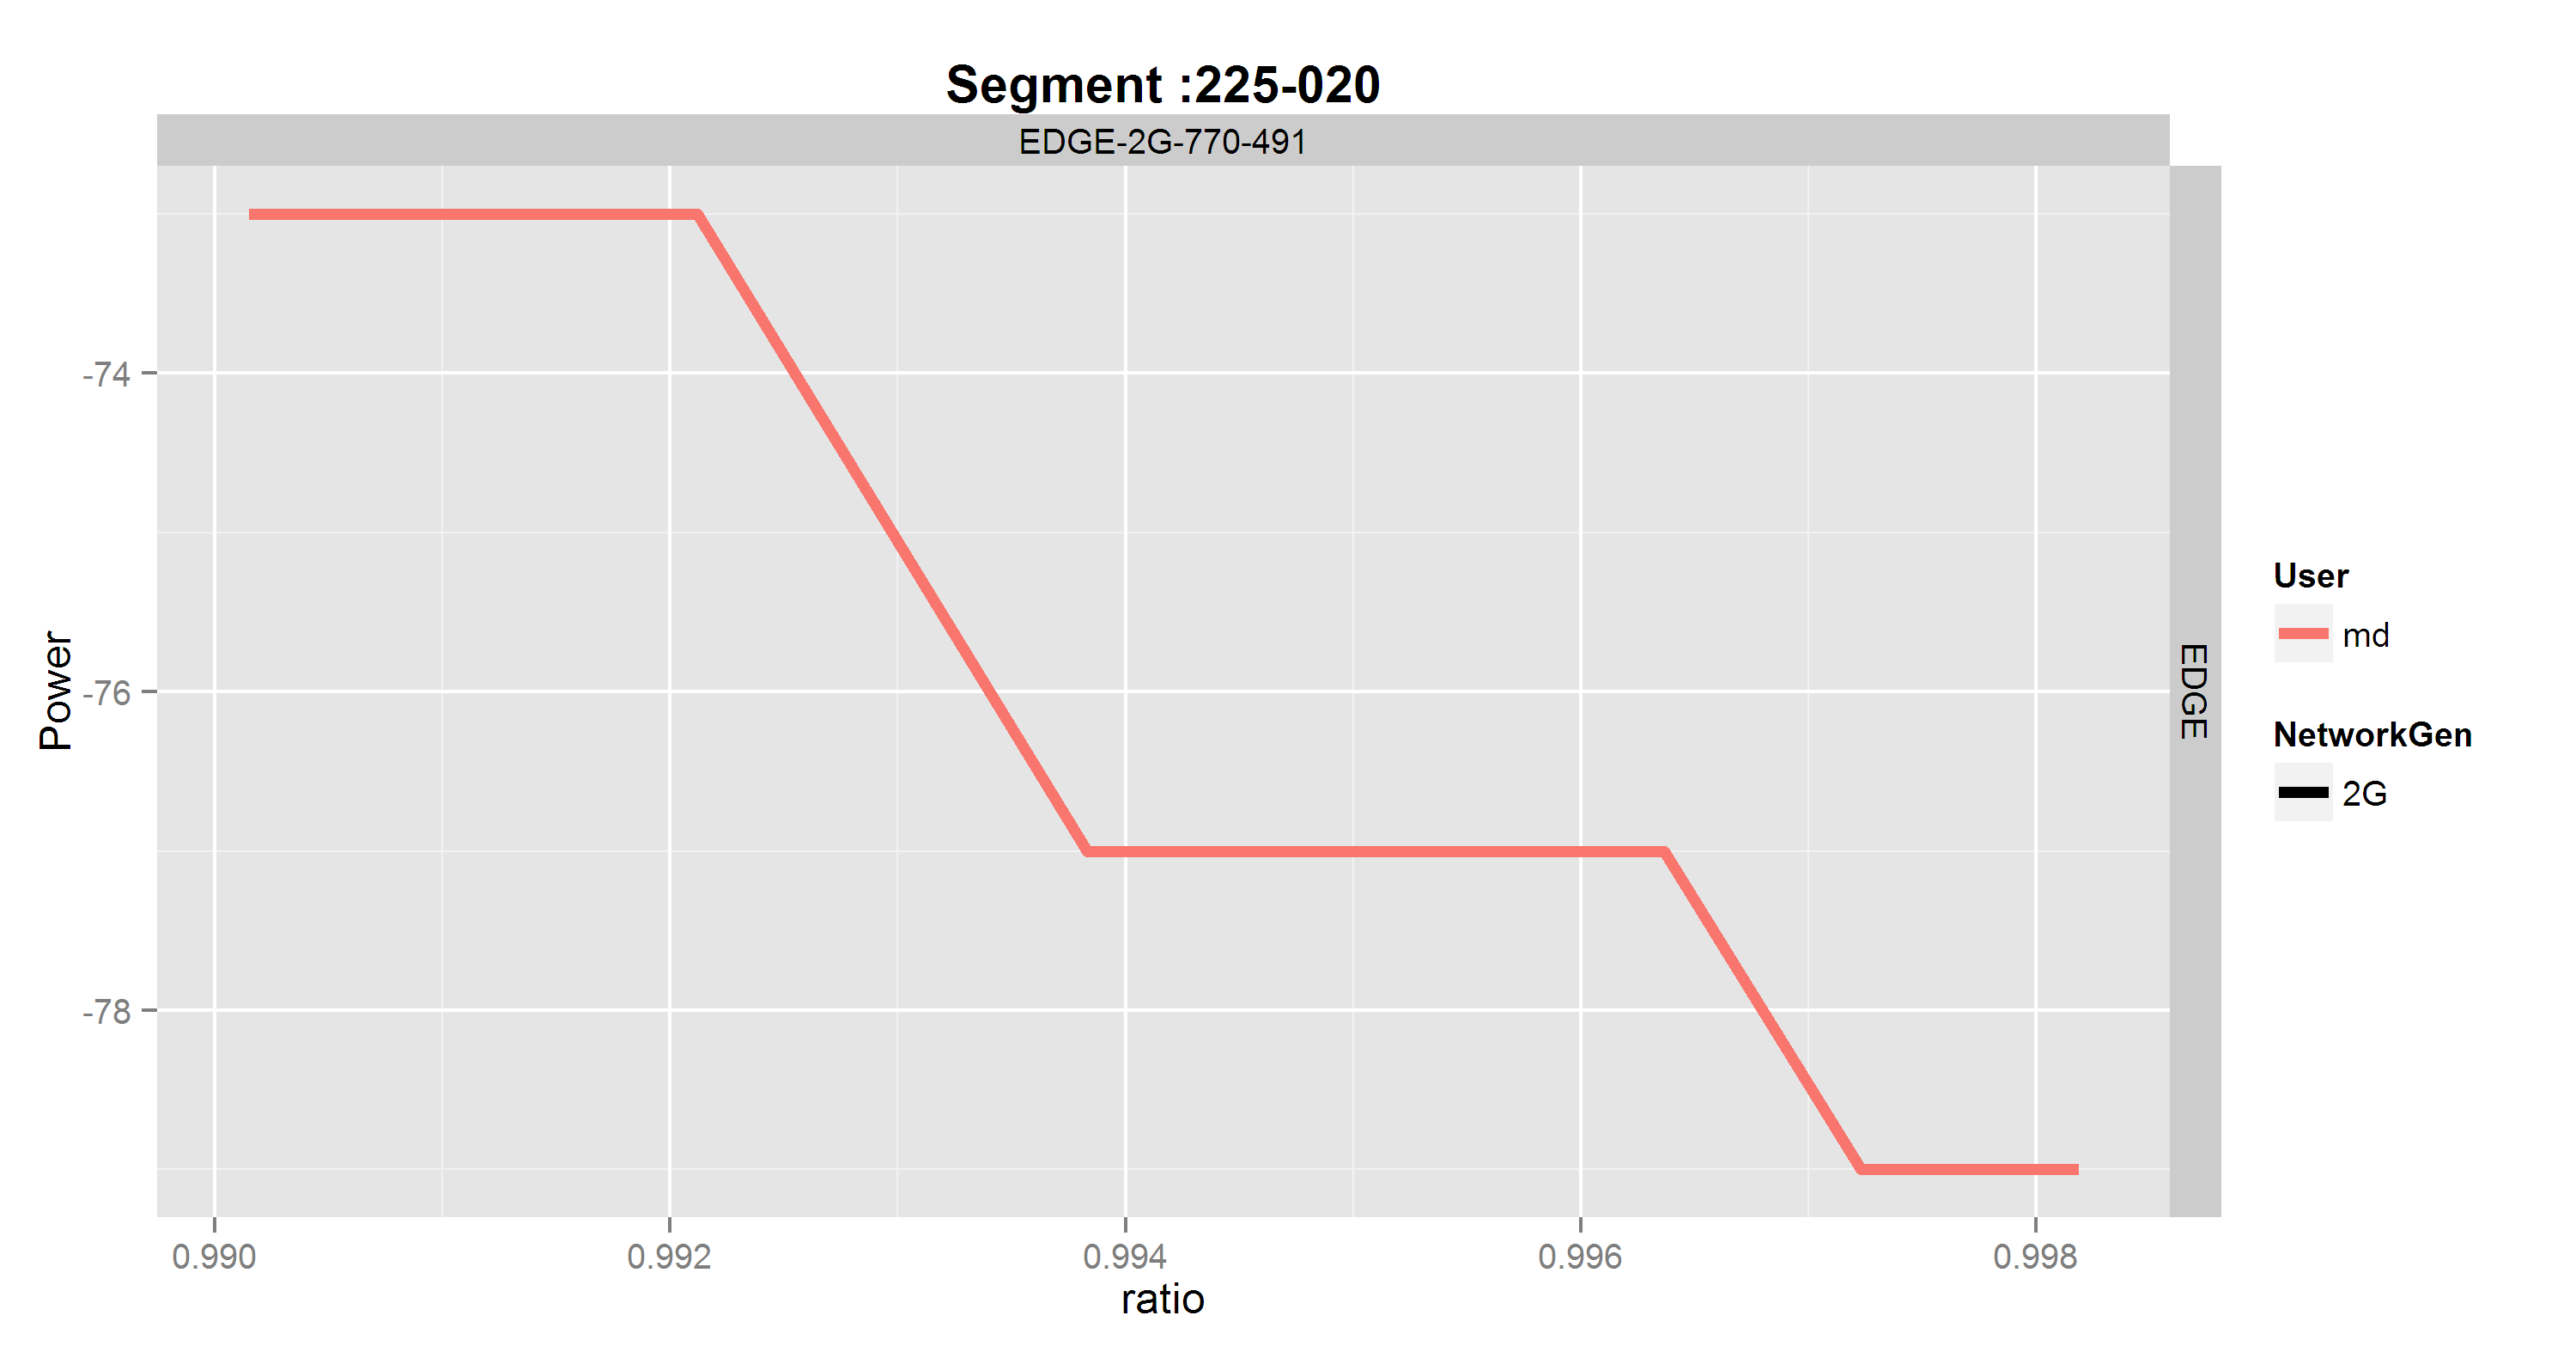 Segment :225-020
EDGE-2G-770-491
-74
-76
-78
Power
EDGE
0.990
0.992
0.994
0.996
0.998
ratio
User
md
NetworkGen
2G